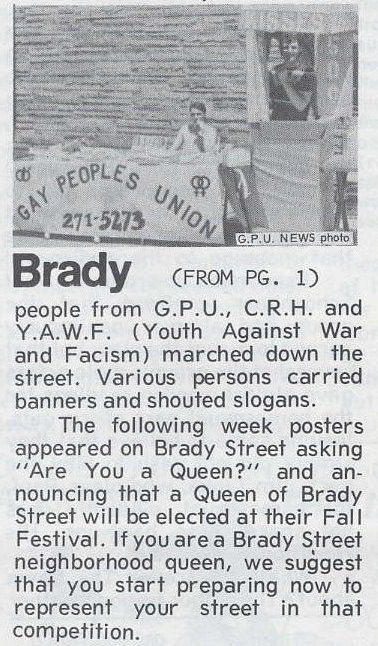 KISSES
50¢
GAY PEOPLES UNION
271-5273
G.P.U. NEWS photo
Brady (FROM PG. 1)
people from G.P.U., C.R.H. and
Y.A.W.F. (Youth Against War
and Facism) marched down the
street. Various persons carried
banners and shouted slogans.
The following week posters
appeared on Brady Street asking
"Are You a Queen?" and an-
nouncing that a Queen of Brady
Street will be elected at their Fall
Festival. If you are a Brady Street
neighborhood queen, we suggest
that you start preparing now to
represent your street in that
competition.